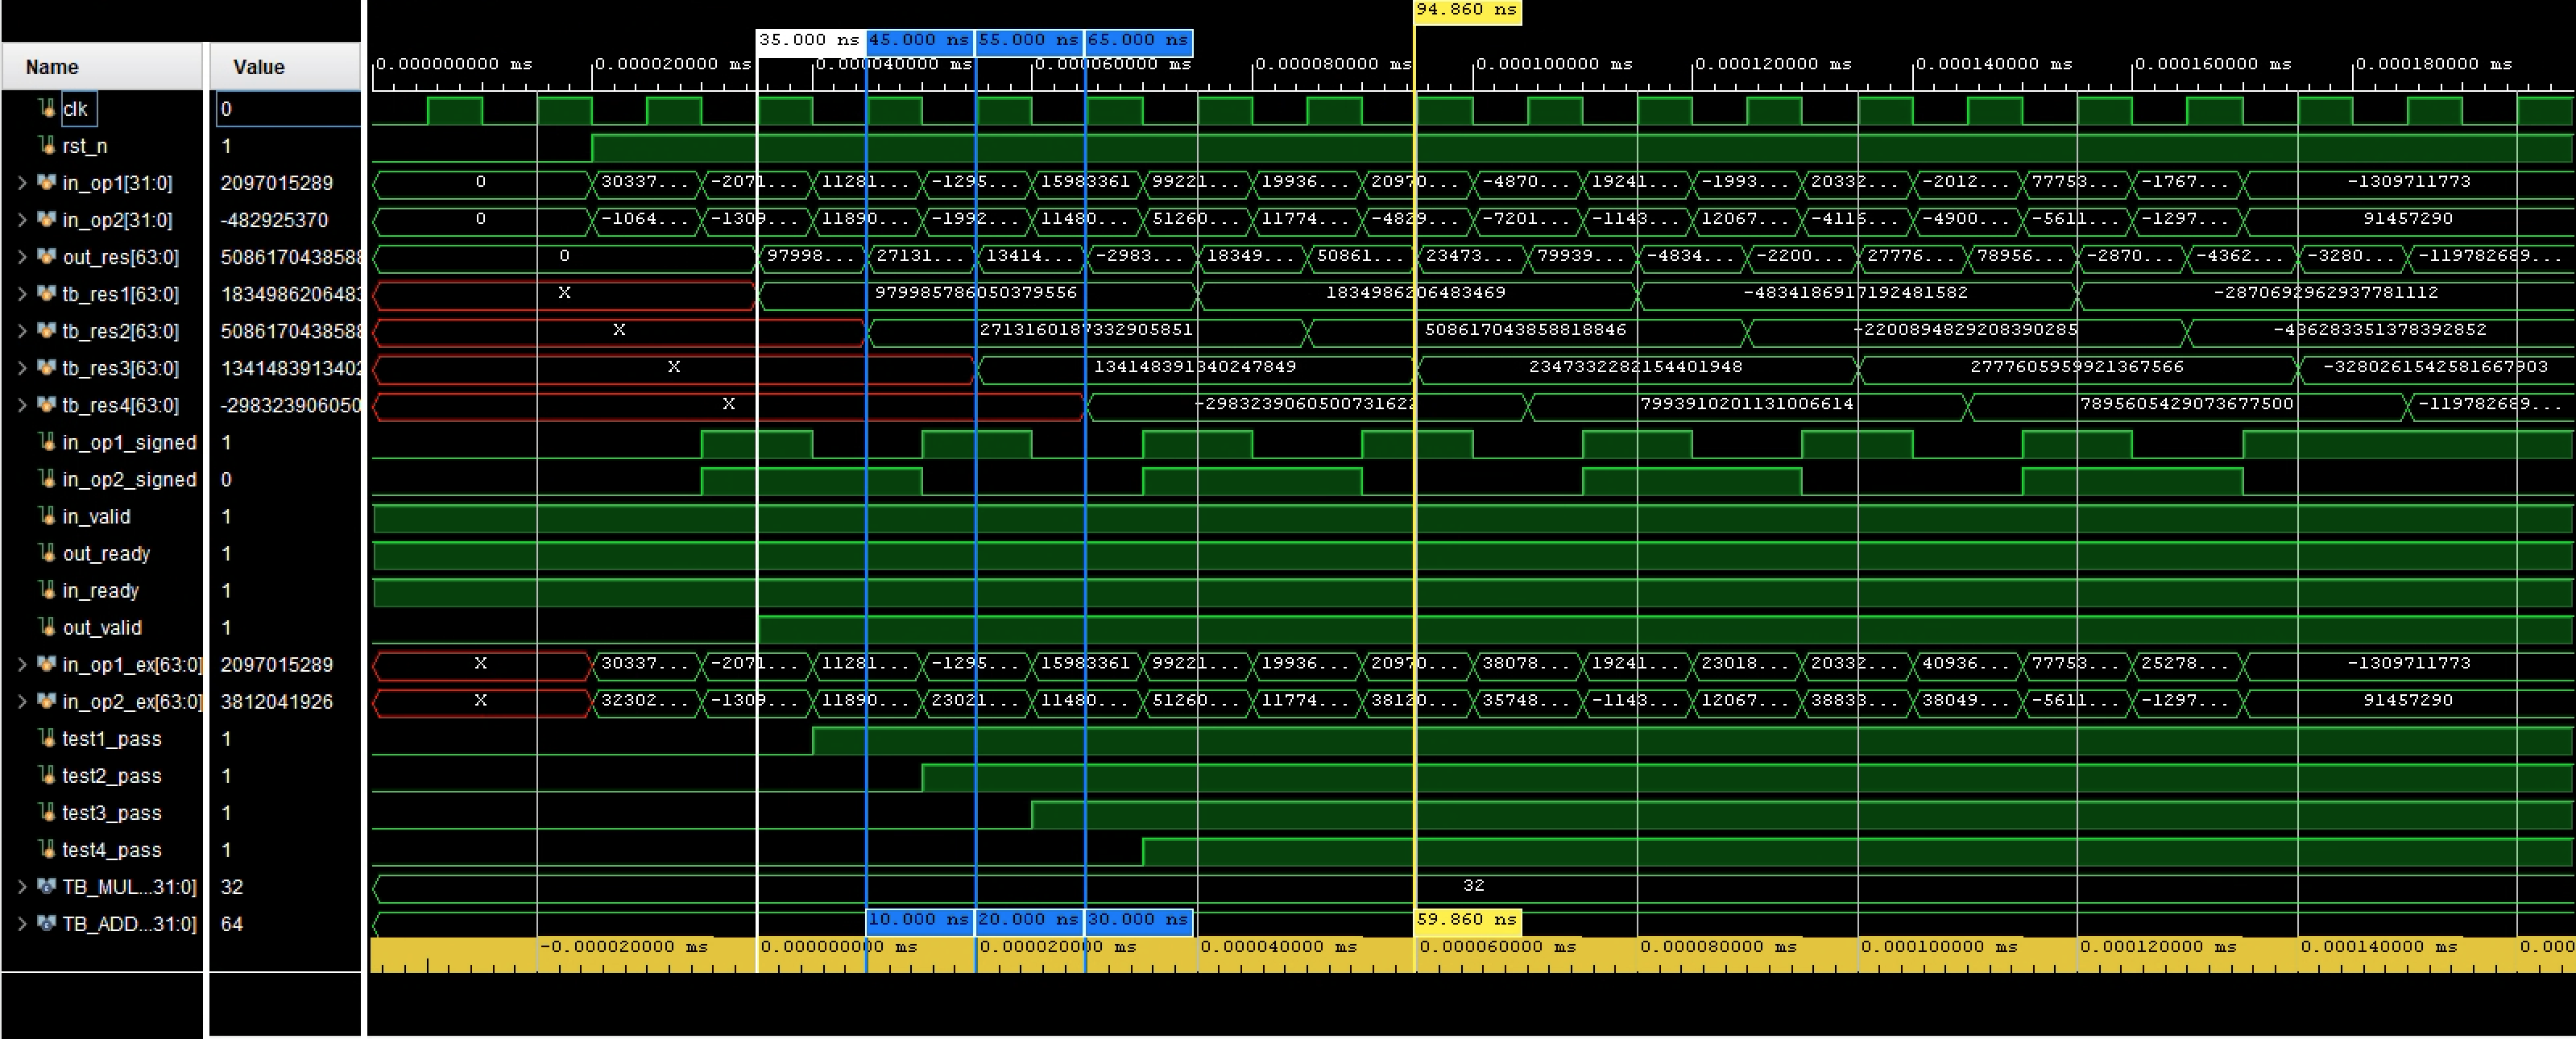 94.860 ns
35.000 ns 45.000 ns 55.000 ns 65.000 ns
Name Value 0.000000000 ms 0.000020000 ms 0.000040000 ms 0.000060000 ms 0.000080000 ms 0.000100000 ms 0.000120000 ms 0.000140000 ms 0.000160000 ms 0.000180000 ms
clk 0
rst_n 1
in_op1[31:0] 2097015289 0 30337... -2071... 11281... -1295... 15983361 99221... 19936... 20970... -4870... 19241... -1993... 20332... -2012... 77753... -1767... -1309711773
in_op2[31:0] -482925370 0 -1064... -1309... 11890... -1992... 11480... 51260... 11774... -4829... -7201... -1143... 12067... -4116... -4900... -5611... -1297... 91457290
out_res[63:0] 5086170438588 0 97998... 27131... 13414... -2983... 18349... 50861... 23473... 79939... -4834... -2200... 27776... 78956... -2870... -4362... -3280... -119782689...
tb_res1[63:0] 1834986206483 X 979985786050379556 1834986206483469 -4834186917192481582 -2870692962937781112
tb_res2[63:0] 5086170438588 X 2713160187332905851 508617043858818846 -2200894829208390285 -436283351378392852
tb_res3[63:0] 1341483913402 X 134148391340247849 2347332282154401948 2777605959921367566 -3280261542581667903
tb_res4[63:0] -298323906050 X -2983239060500731622 7993910201131006614 7895605429073677500 -119782689...
in_op1_signed 1
in_op2_signed 0
in_valid 1
out_ready 1
in_ready 1
out_valid 1
in_op1_ex[63:0] 2097015289 X 30337... -2071... 11281... -1295... 15983361 99221... 19936... 20970... 38078... 19241... 23018... 20332... 40936... 77753... 25278... -1309711773
in_op2_ex[63:0] 3812041926 X 32302... -1309... 11890... 23021... 11480... 51260... 11774... 38120... 35748... -1143... 12067... 38833... 38049... -5611... -1297... 91457290
test1_pass 1
test2_pass 1
test3_pass 1
test4_pass 1
TB_MUL...31:0] 32 32
TB_ADD...31:0] 64 10.000 ns 20.000 ns 30.000 ns 59.860 ns
-0.000020000 ms 0.000000000 ms 0.000020000 ms 0.000040000 ms 0.000060000 ms 0.000080000 ms 0.000100000 ms 0.000120000 ms 0.000140000 ms 0.000